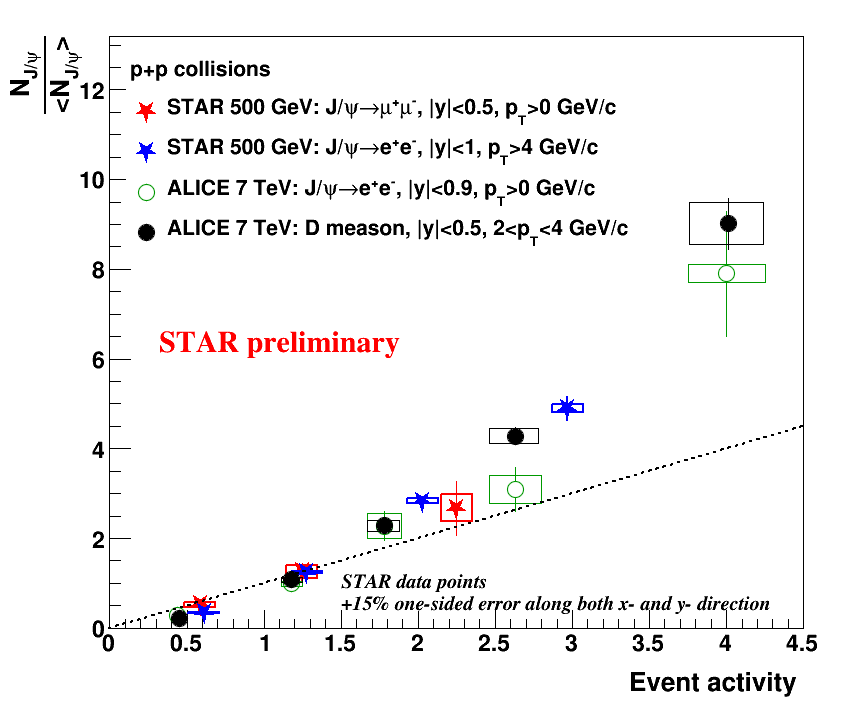 N_J/ψ
<N_J/ψ>
p+p collisions
STAR 500 GeV: J/ψ→μ⁺μ⁻, |y|<0.5, p_T>0 GeV/c
STAR 500 GeV: J/ψ→e⁺e⁻, |y|<1, p_T>4 GeV/c
ALICE 7 TeV: J/ψ→e⁺e⁻, |y|<0.9, p_T>0 GeV/c
ALICE 7 TeV: D meason, |y|<0.5, 2<p_T<4 GeV/c
12
10
8
STAR preliminary
6
4
2
STAR data points
+15% one-sided error along both x- and y- direction
0
0 0.5 1 1.5 2 2.5 3 3.5 4 4.5
Event activity